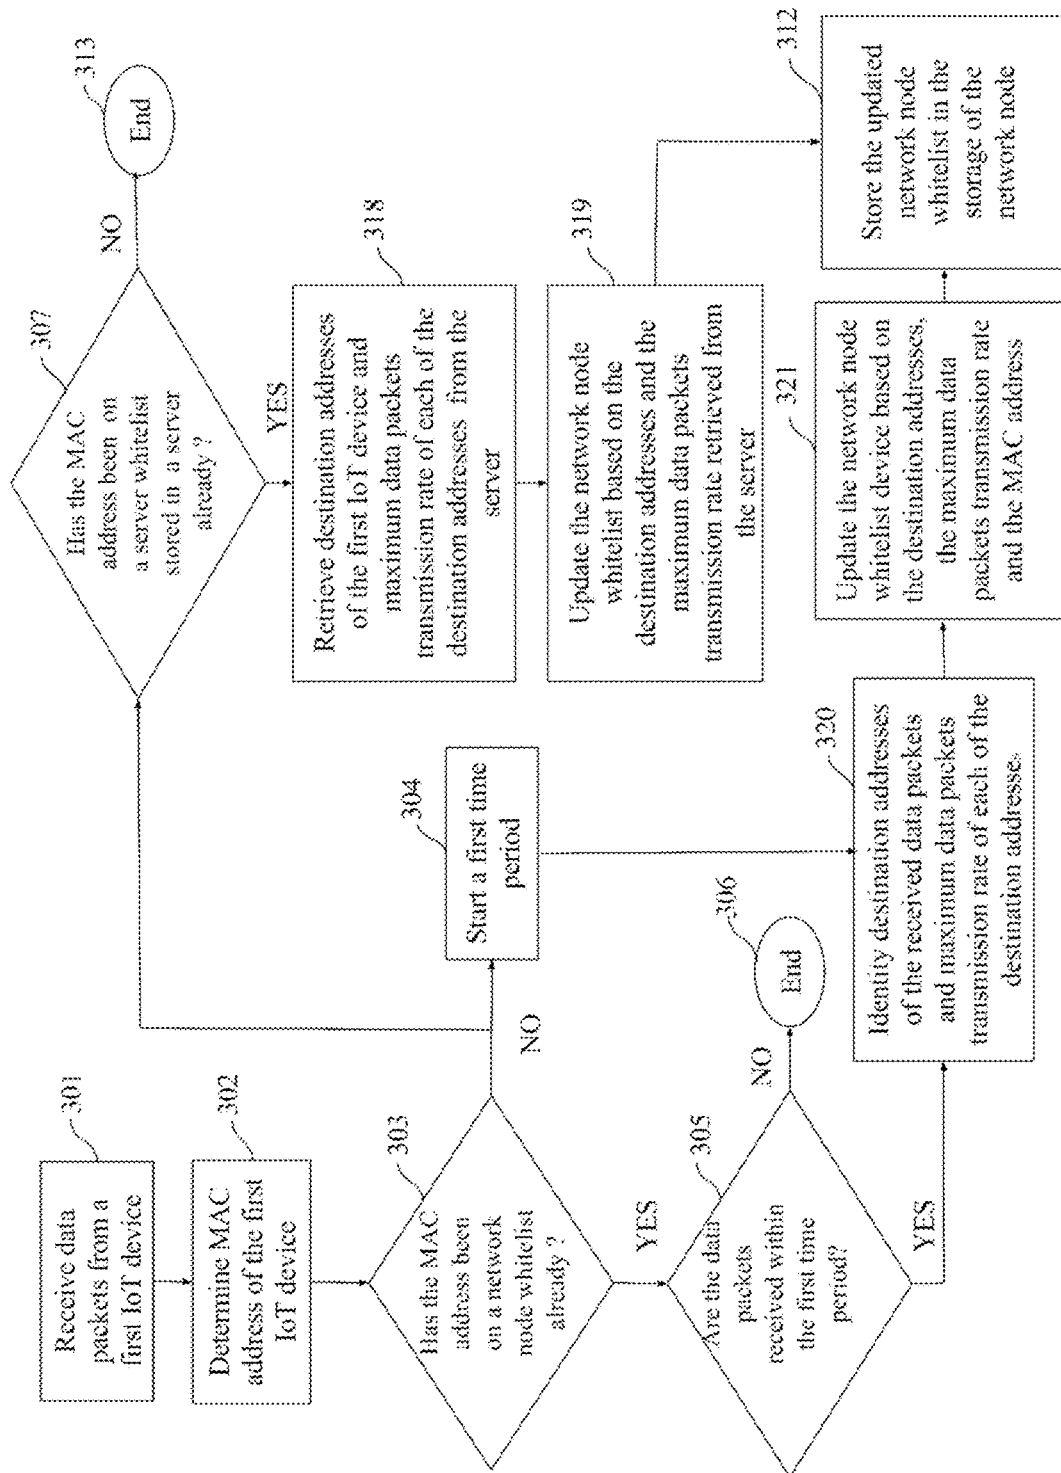 301
Receive data
packets from a
first IoT device
302
Determine MAC
address of the first
IoT device
303
Has the MAC
address been
on a network
node whitelist
already ?
NO
YES
304
Start a first time
period
305
Are the data
packets
received within
the first time
period?
NO
306
End
YES
307
Has the MAC
address been on
a server whitelist
stored in a server
already ?
NO
313
End
YES
318
Retrieve destination addresses
of the first IoT device and
maximum data packets
transmission rate of each of the
destination addresses from the
server
319
Update the network node
whitelist based on the
destination addresses and the
maximum data packets
transmission rate retrieved from
the server
320
Identity destination addresses
of the received data packets
and maximum data packets
transmission rate of each of the
destination addresses
321
Update the network node
whitelist device based on
the destination addresses,
the maximum data
packets transmission rate
and the MAC address
312
Store the updated
network node
whitelist in the
storage of the
network node